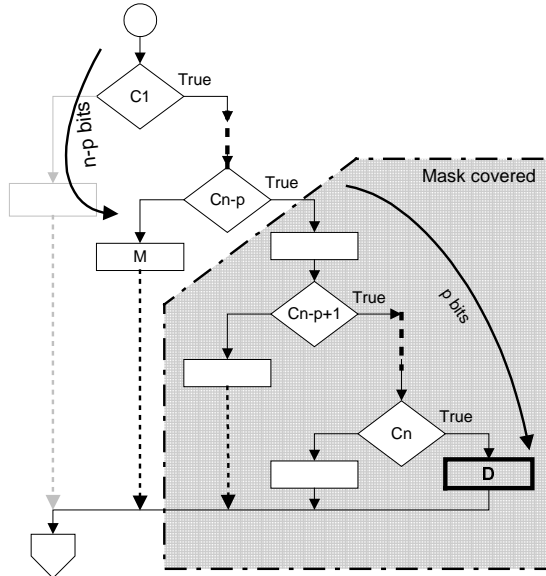 True
C1
n-p bits
Mask covered
True
Cn-p
M
True
Cn-p+1
p bits
True
Cn
D